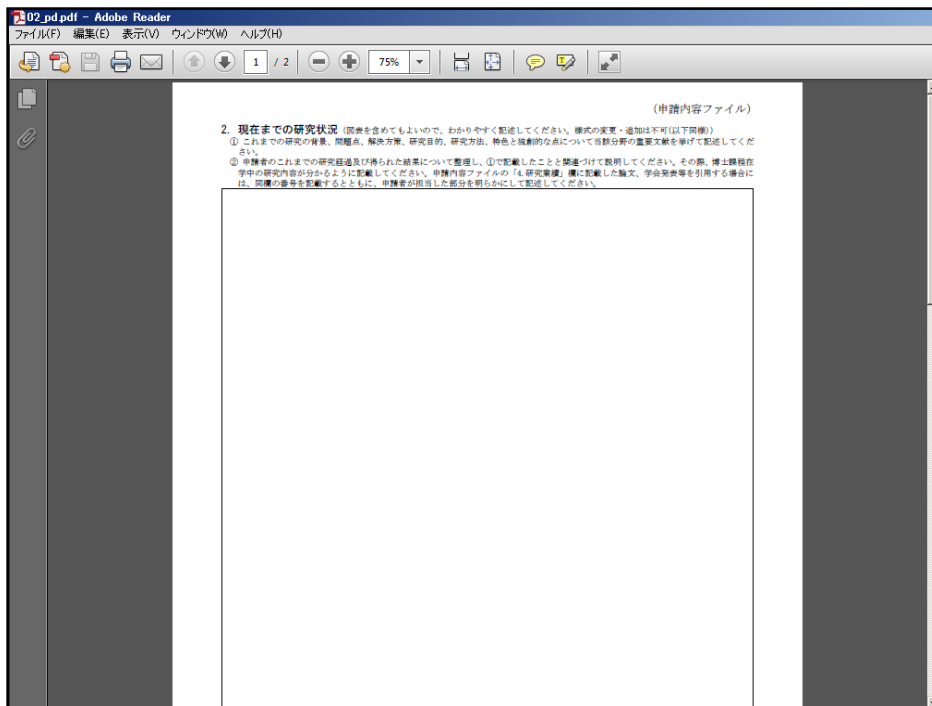 02_pd.pdf - Adobe Reader
ファイル(F) 編集(E) 表示(V) ウィンドウ(W) ヘルプ(H)
1 / 2 75%
(申請内容ファイル)
2. 現在までの研究状況 (図表を含めてもよいので、わかりやすく記述してください。様式の変更・追加は不可(以下同様))
① これまでの研究の背景、問題点、解決方策、研究目的、研究方法、特色と独創的な点について当該分野の重要文献を挙げて記述してくだ
さい。
② 申請者のこれまでの研究経過及び得られた結果について整理し、①で記載したことと関連づけて説明してください。その際、博士課程在
学中の研究内容が分かるように記載してください。申請内容ファイルの「4.研究業績」欄に記載した論文、学会発表等を引用する場合に
は、同欄の番号を記載するとともに、申請者が担当した部分を明らかにして記述してください。